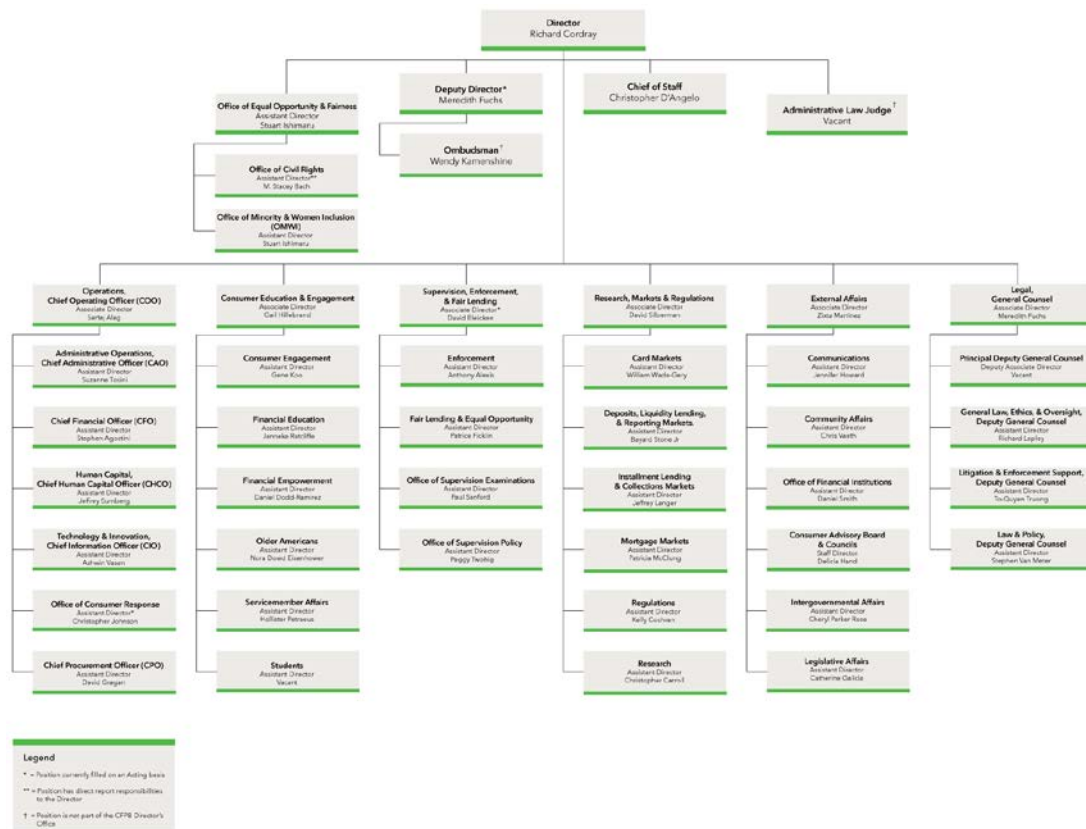 Director
Richard Cordray
Office of Equal Opportunity & Fairness
Assistant Director
Stuart Ishimaru
Deputy Director*
Meredith Fuchs
Chief of Staff
Christopher D'Angelo
Administrative Law Judge†
Vacant
Ombudsman†
Wendy Kamenshine
Office of Civil Rights
Assistant Director**
M. Stacey Bach
Office of Minority & Women Inclusion
(OMWI)
Assistant Director
Stuart Ishimaru
Operations,
Chief Operating Officer (COO)
Associate Director
Sartaj Alag
Administrative Operations,
Chief Administrative Officer (CAO)
Assistant Director
Suzanne Tosini
Chief Financial Officer (CFO)
Assistant Director
Stephen Agostini
Human Capital,
Chief Human Capital Officer (CHCO)
Assistant Director
Jeffrey Sumberg
Technology & Innovation,
Chief Information Officer (CIO)
Assistant Director
Ashwin Vasan
Office of Consumer Response
Assistant Director*
Christopher Johnson
Chief Procurement Officer (CPO)
Assistant Director
David Gragan
Consumer Education & Engagement
Associate Director
Gail Hillebrand
Consumer Engagement
Assistant Director
Gene Koo
Financial Education
Assistant Director
Janneke Ratcliffe
Financial Empowerment
Assistant Director
Daniel Dodd-Ramirez
Older Americans
Assistant Director
Nora Dowd Eisenhower
Servicemember Affairs
Assistant Director
Hollister Petraeus
Students
Assistant Director
Vacant
Supervision, Enforcement,
& Fair Lending
Associate Director*
David Bleicken
Enforcement
Assistant Director
Anthony Alexis
Fair Lending & Equal Opportunity
Assistant Director
Patrice Ficklin
Office of Supervision Examinations
Assistant Director
Paul Sanford
Office of Supervision Policy
Assistant Director
Peggy Twohig
Research, Markets & Regulations
Associate Director
David Silberman
Card Markets
Assistant Director
William Wade-Gery
Deposits, Liquidity Lending,
& Reporting Markets,
Assistant Director
Bayard Stone Jr
Installment Lending
& Collections Markets
Assistant Director
Jeffrey Langer
Mortgage Markets
Assistant Director
Patricia McClung
Regulations
Assistant Director
Kelly Cochran
Research
Assistant Director
Christopher Carroll
External Affairs
Associate Director
Zixta Martinez
Communications
Assistant Director
Jennifer Howard
Community Affairs
Assistant Director
Chris Vaeth
Office of Financial Institutions
Assistant Director
Daniel Smith
Consumer Advisory Board
& Councils
Staff Director
Delicia Hand
Intergovernmental Affairs
Assistant Director
Cheryl Parker Rose
Legislative Affairs
Assistant Director
Catherine Galicia
Legal,
General Counsel
Associate Director
Meredith Fuchs
Principal Deputy General Counsel
Deputy Associate Director
Vacant
General Law, Ethics, & Oversight,
Deputy General Counsel
Assistant Director
Richard Lepley
Litigation & Enforcement Support,
Deputy General Counsel
Assistant Director
To-Quyen Truong
Law & Policy,
Deputy General Counsel
Assistant Director
Stephen Van Meter
Legend
* = Position currently filled on an Acting basis
** = Position has direct report responsibilities
to the Director
† = Position is not part of the CFPB Director's
Office